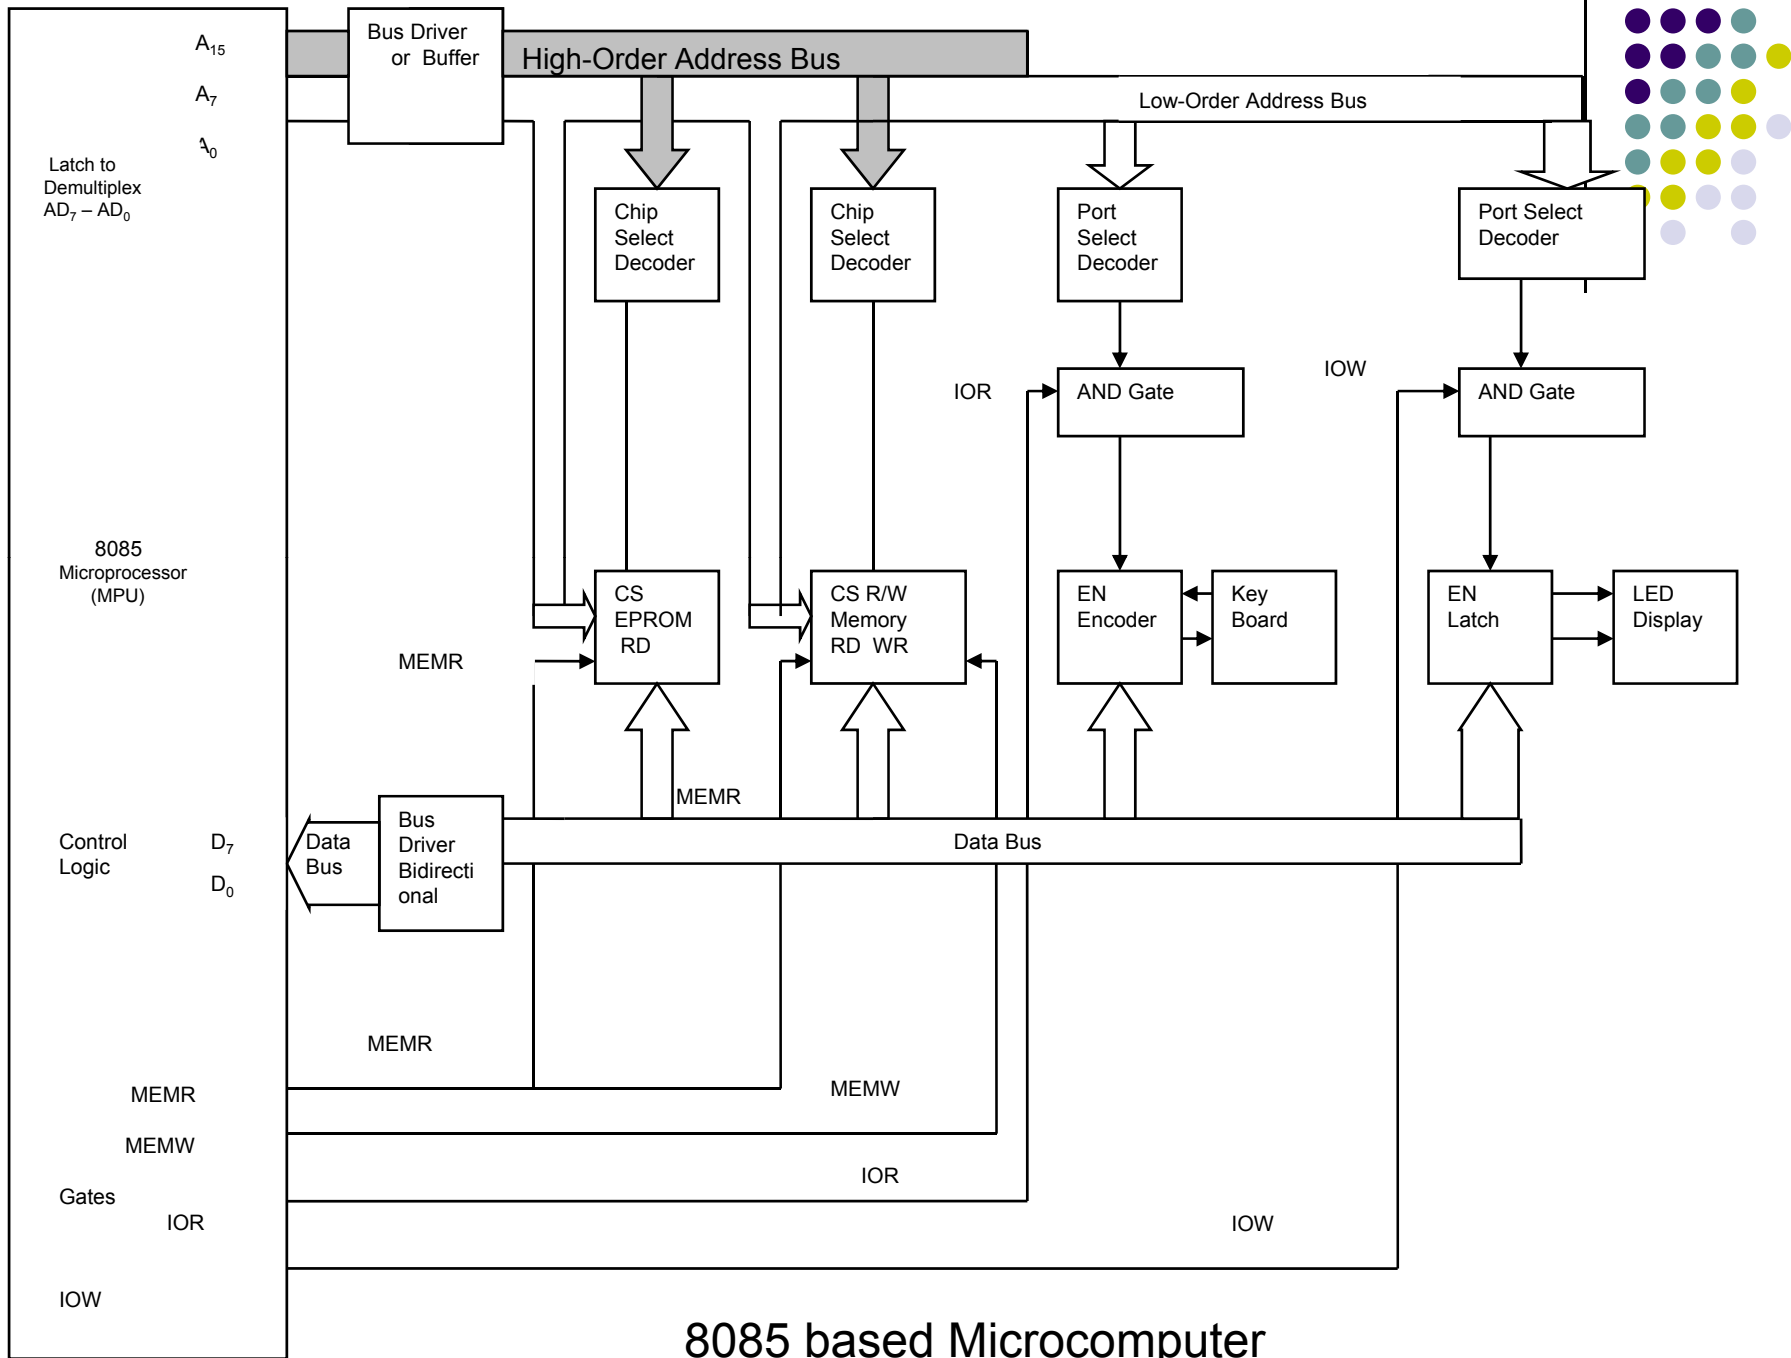 A15
Bus Driver
or Buffer
High-Order Address Bus
A7
Low-Order Address Bus
A0
Latch to
Demultiplex
AD7 – AD0
Chip
Select
Decoder
Chip
Select
Decoder
Port
Select
Decoder
Port Select
Decoder
IOR
AND Gate
IOW
AND Gate
8085
Microprocessor
(MPU)
CS
EPROM
RD
CS R/W
Memory
RD WR
EN
Encoder
Key
Board
EN
Latch
LED
Display
MEMR
MEMR
Control
Logic
D7
D0
Data
Bus
Bus
Driver
Bidirecti
onal
Data Bus
MEMR
MEMR
MEMW
MEMW
IOR
Gates
IOR
IOW
IOW
8085 based Microcomputer